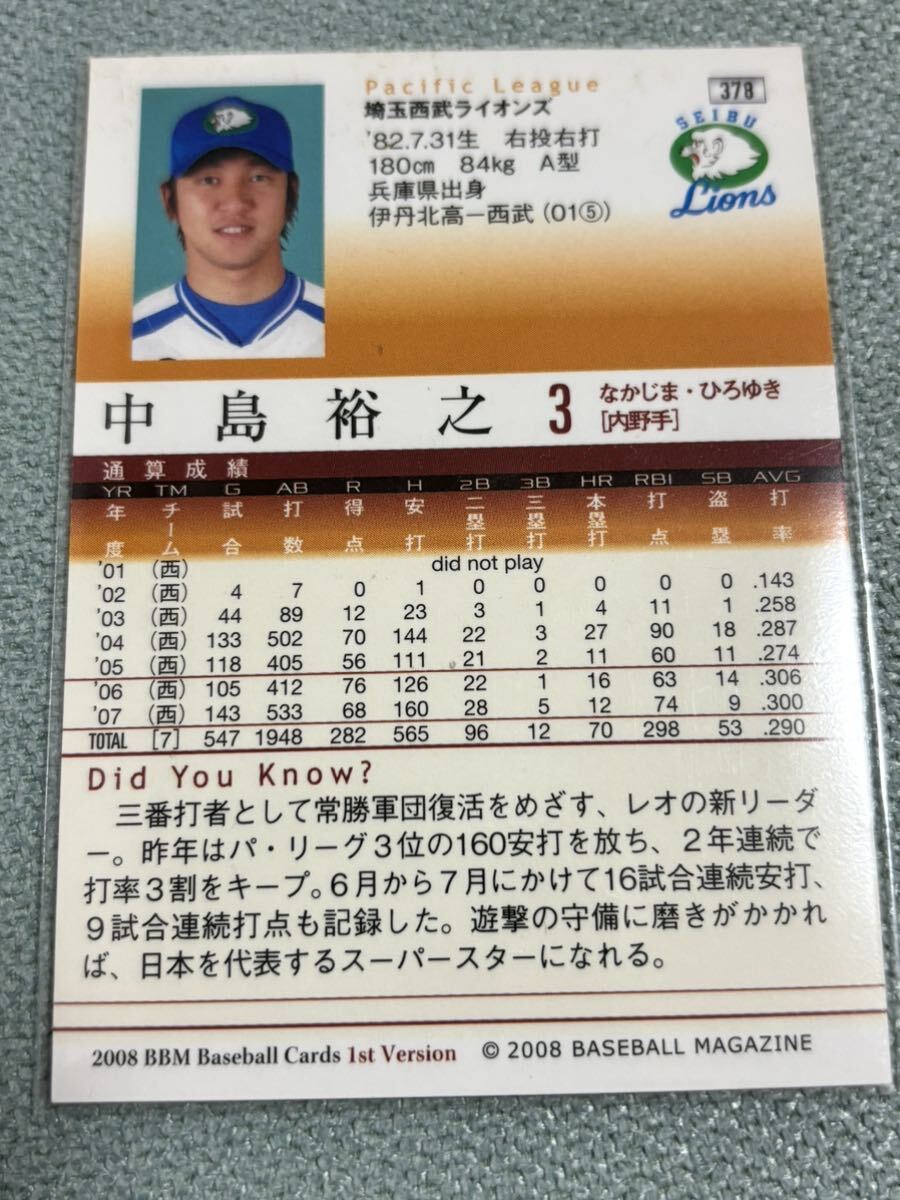 Pacific League
378
埼玉西武ライオンズ
'82.7.31生 右投右打
180cm 84kg A型
兵庫県出身
伊丹北高ー西武(01⑤)
SEIBU
Lions
中島裕之 3 なかじま・ひろゆき
[内野手]
通算成績
YR TM G AB R H 2B 3B HR RBI SB AVG
年度 チーム 試合 打数 得点 安打 二塁打 三塁打 本塁打 打点 盗塁 打率
'01 (西) did not play
'02 (西) 4 7 0 1 0 0 0 0 0 .143
'03 (西) 44 89 12 23 3 1 4 11 1 .258
'04 (西) 133 502 70 144 22 3 27 90 18 .287
'05 (西) 118 405 56 111 21 2 11 60 11 .274
'06 (西) 105 412 76 126 22 1 16 63 14 .306
'07 (西) 143 533 68 160 28 5 12 74 9 .300
TOTAL [7] 547 1948 282 565 96 12 70 298 53 .290
Did You Know?
三番打者として常勝軍団復活をめざす、レオの新リーダ
ー。昨年はパ・リーグ3位の160安打を放ち、2年連続で
打率3割をキープ。6月から7月にかけて16試合連続安打、
9試合連続打点も記録した。遊撃の守備に磨きがかかれ
ば、日本を代表するスーパースターになれる。
2008 BBM Baseball Cards 1st Version © 2008 BASEBALL MAGAZINE